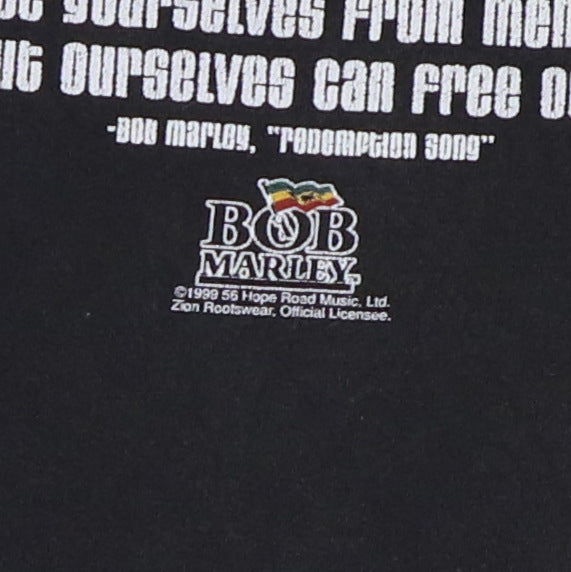 yourselves from men
ourselves can free
-Bob Marley, "redemption song"
BOB
MARLEY
©1999 56 Hope Road Music, Ltd.
Zion Rootswear, Official Licensee.